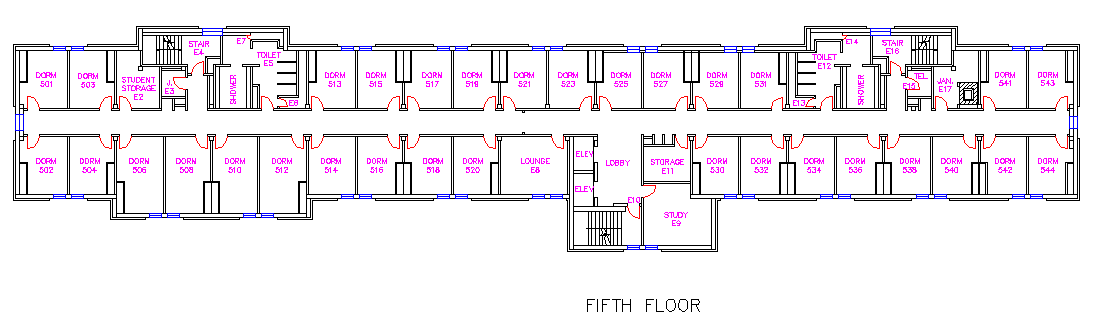 E7
STAIR
E4
TOILET
E5
E14
STAIR
E16
TOILET
E12
DORM
501
DORM
503
STUDENT
STORAGE
E2
J.
E3
SHOWER
E6
DORM
513
DORM
515
DORM
517
DORM
519
DORM
521
DORM
523
DORM
525
DORM
527
DORM
529
DORM
531
E13
SHOWER
TEL.
E15
JAN.
E17
DORM
541
DORM
543
DORM
502
DORM
504
DORM
506
DORM
508
DORM
510
DORM
512
DORM
514
DORM
516
DORM
518
DORM
520
LOUNGE
E8
ELEV
ELEV
LOBBY
E10
STORAGE
E11
STUDY
E9
DORM
530
DORM
532
DORM
534
DORM
536
DORM
538
DORM
540
DORM
542
DORM
544
FIFTH FLOOR